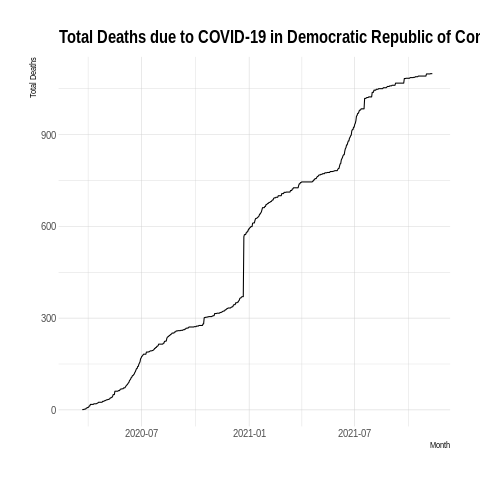 Total Deaths due to COVID-19 in Democratic Republic of Con
Total Deaths
900
600
300
0
2020-07
2021-01
2021-07
Month